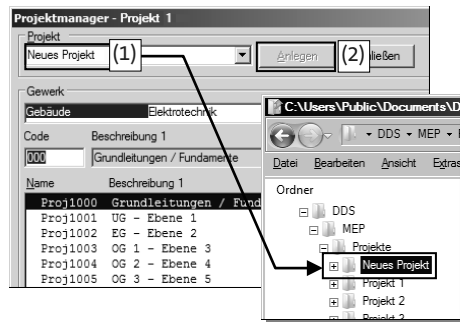 Projektmanager - Projekt 1
Projekt
Neues Projekt (1) Anlegen (2) ließen
Gewerk
Gebäude Elektrotechnik
Code Beschreibung 1
000 Grundleitungen / Fundamente
Name Beschreibung 1
Proj1000 Grundleitungen / Fund
Proj1001 UG - Ebene 1
Proj1002 EG - Ebene 2
Proj1003 OG 1 - Ebene 3
Proj1004 OG 2 - Ebene 4
Proj1005 OG 3 - Ebene 5
C:\Users\Public\Documents\D
DDS MEP
Datei Bearbeiten Ansicht Extras
Ordner
DDS
MEP
Projekte
Neues Projekt
Projekt 1
Projekt 2
Projekt 3